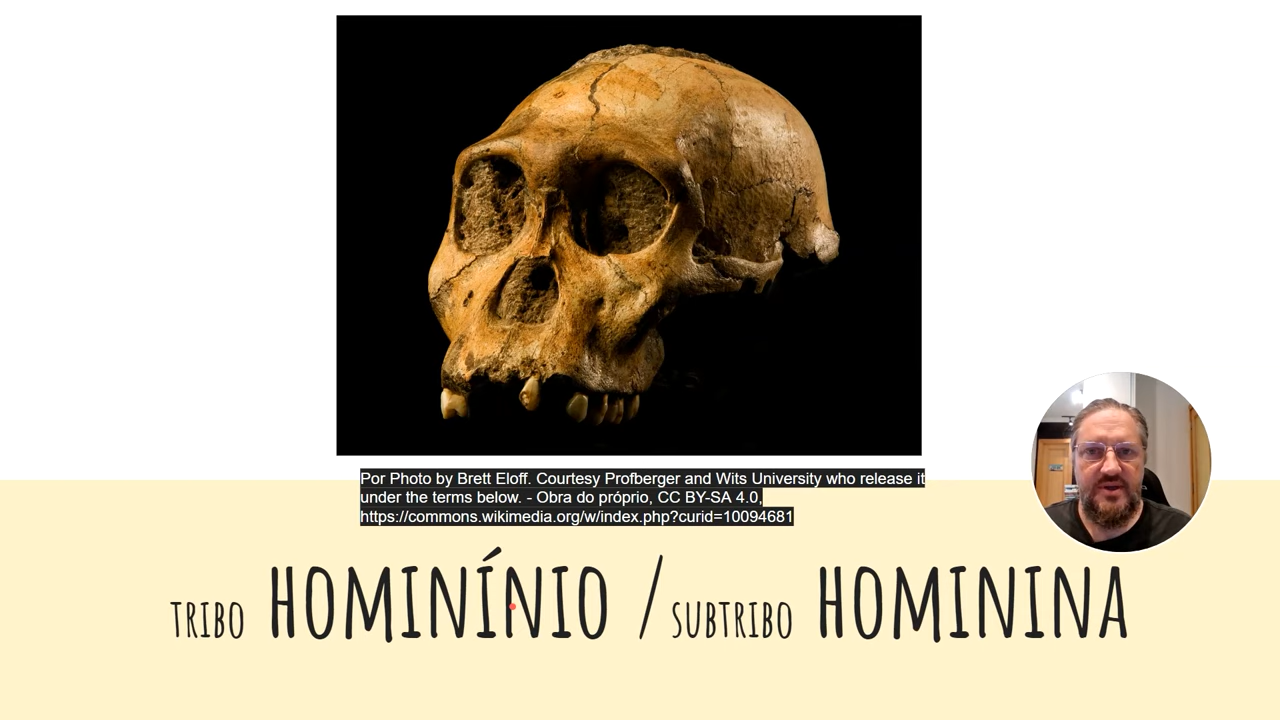 Por Photo by Brett Eloff. Courtesy Profberger and Wits University who release it
under the terms below. - Obra do próprio, CC BY-SA 4.0,
https://commons.wikimedia.org/w/index.php?curid=10094681
TRIBO HOMINÍNIO / SUBTRIBO HOMININA